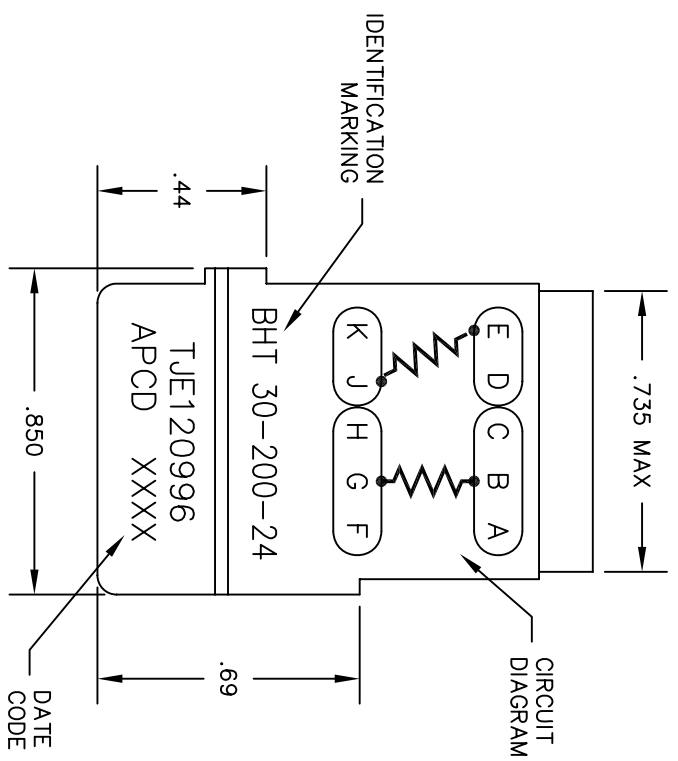 IDENTIFICATION
MARKING
.44
.850
.735 MAX
.69
K J H G F
E D C B A
BHT 30-200-24
TJE120996
APCD XXXX
CIRCUIT
DIAGRAM
DATE
CODE